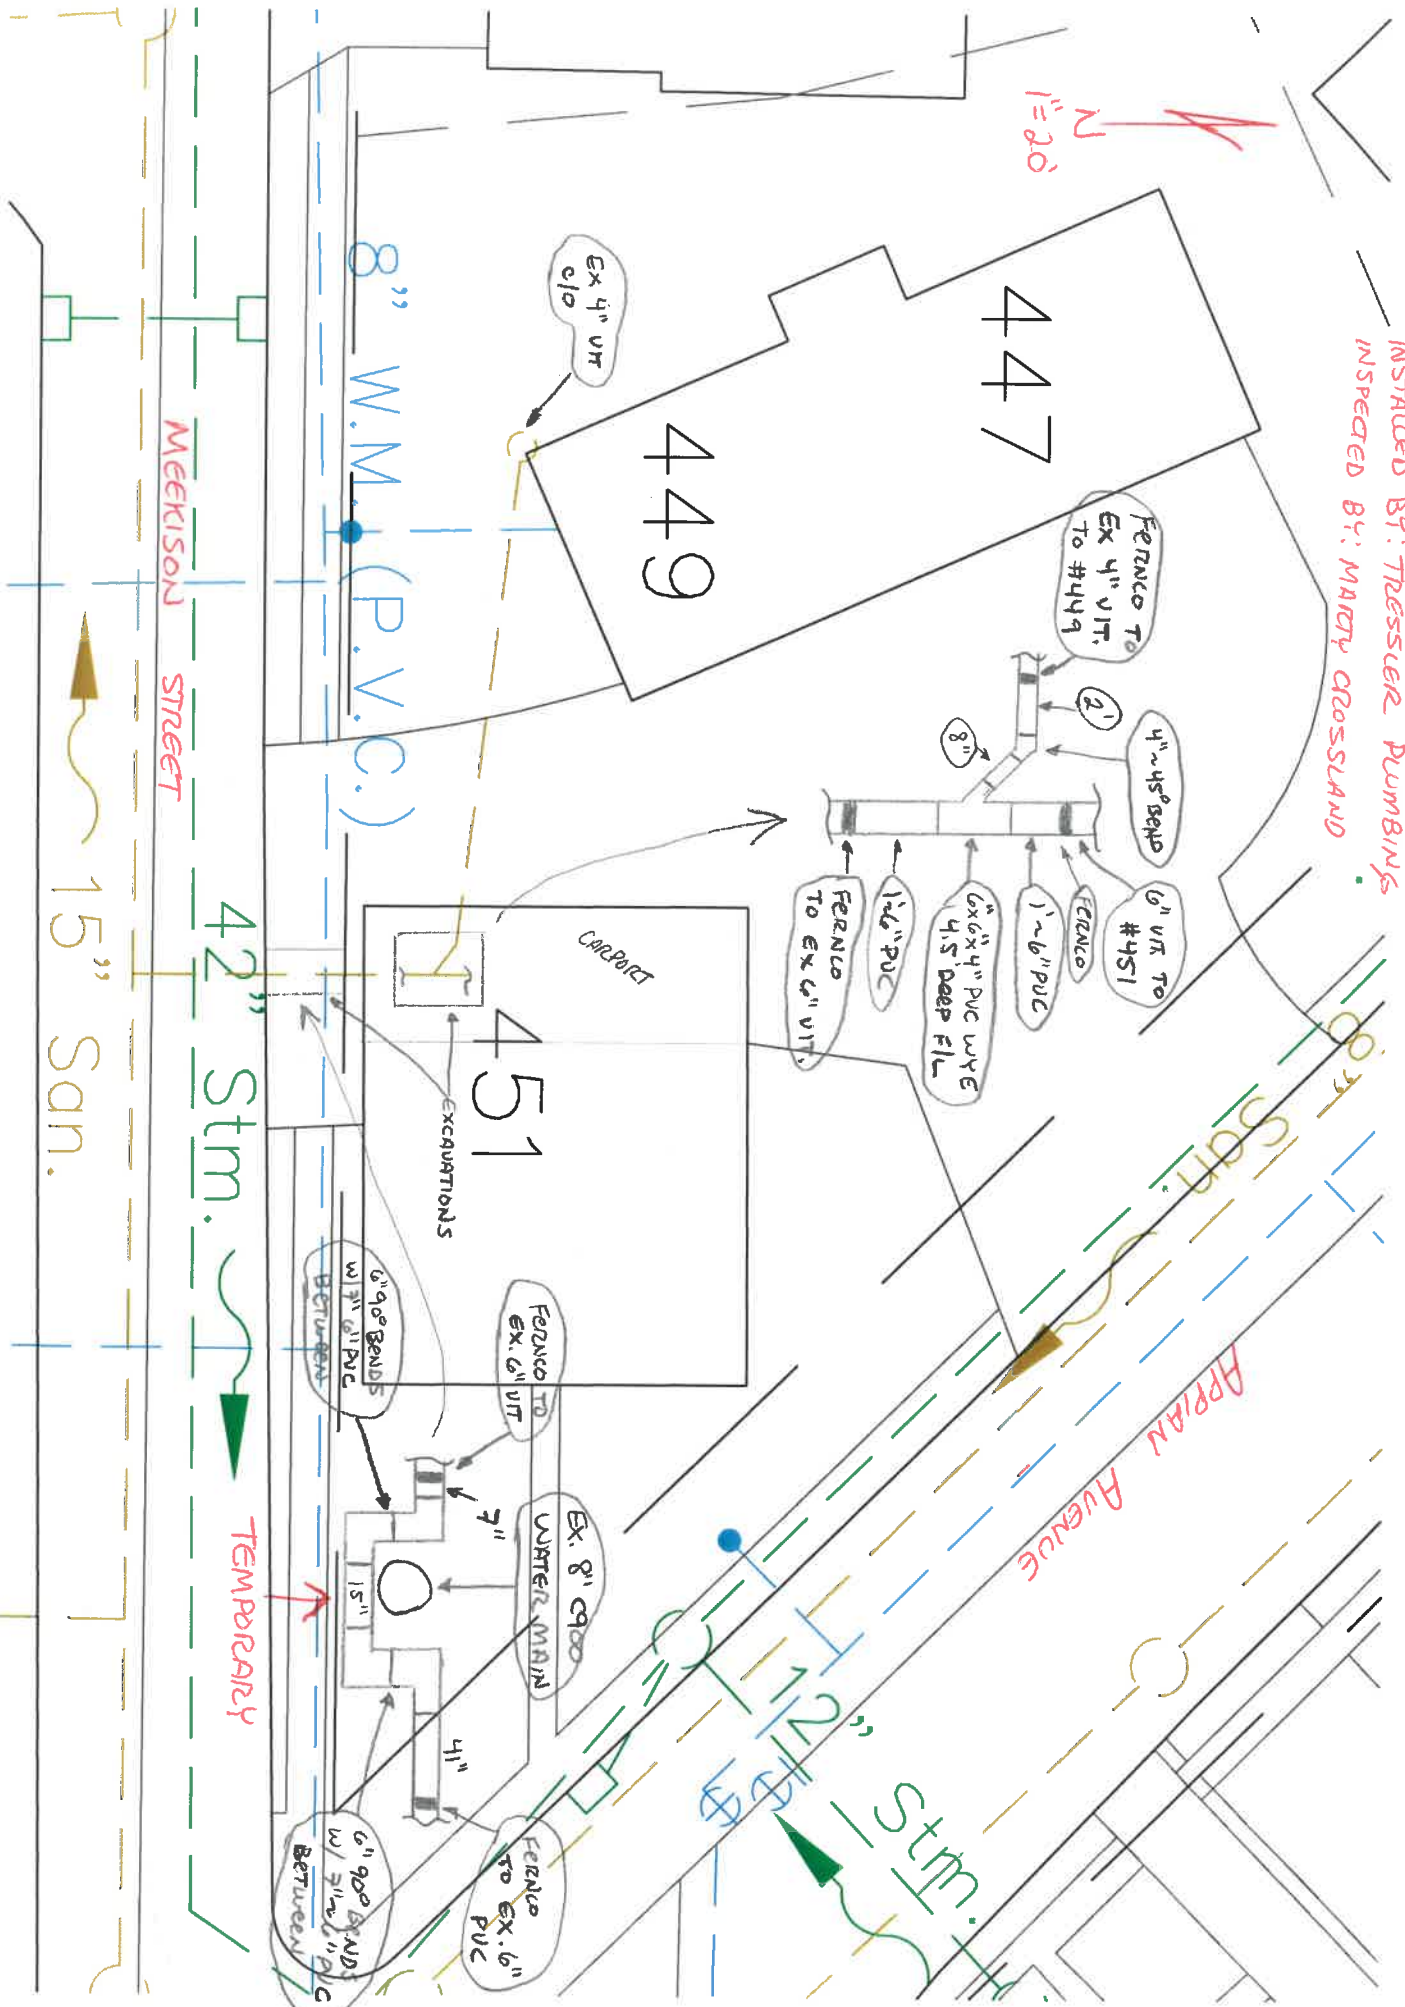 INSTALLED BY: TRESSLER PLUMBING
INSPECTED BY: MARTY CROSSLAND
N
1"=20'
447
449
451
EX 4" VIT
c/o
FERNCO TO
EX 4" VIT.
TO #449
2'
8"
4"~45° BEND
6" VIT TO
#451
FERNCO
1'~6" PVC
6"x6"x4" PVC WYE
4.5 DEEP F/L
1'~6" PVC
FERNCO
TO EX 6" VIT.
CARPORT
EXCAVATIONS
8" W.M. (P.V.C.)
MEEKISON STREET
42" Stm.
15" San.
8" San.
APPIAN AVENUE
12" Stm.
6" 90° BENDS
W/ 7" 6" PVC
BETWEEN
FERNCO TO
EX. 6" VIT
7"
EX. 8" C900
WATER MAIN
15"
41"
TEMPORARY
6" 90° BENDS
W/ 7"~6" PVC
BETWEEN
FERNCO
TO EX. 6"
PVC